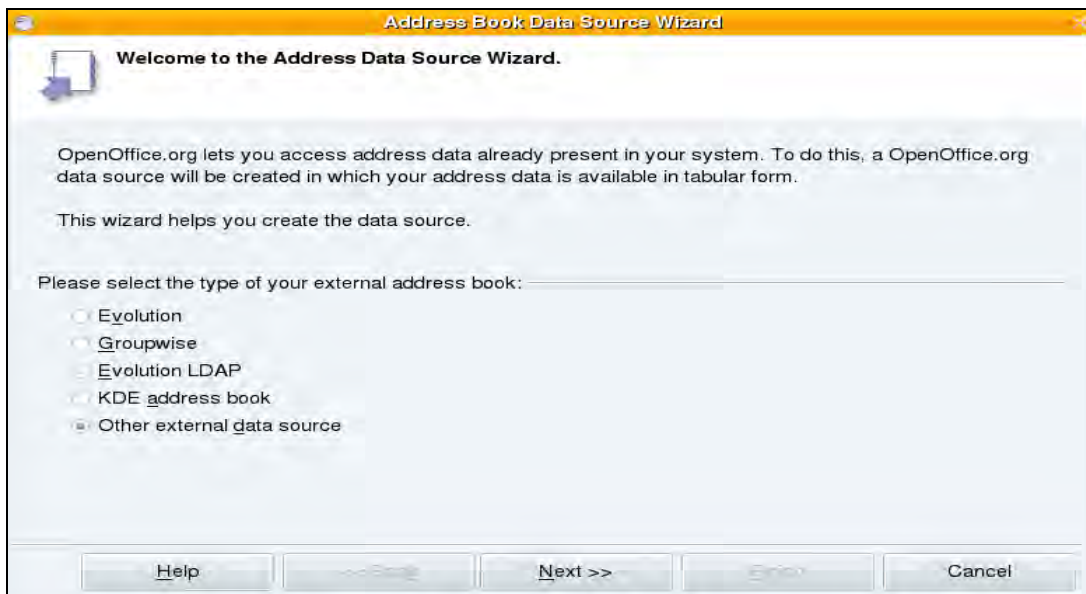 Address Book Data Source Wizard
Welcome to the Address Data Source Wizard.
OpenOffice.org lets you access address data already present in your system. To do this, a OpenOffice.org
data source will be created in which your address data is available in tabular form.
This wizard helps you create the data source.
Please select the type of your external address book:
Evolution
Groupwise
Evolution LDAP
KDE address book
Other external data source
Help
Next >>
Cancel